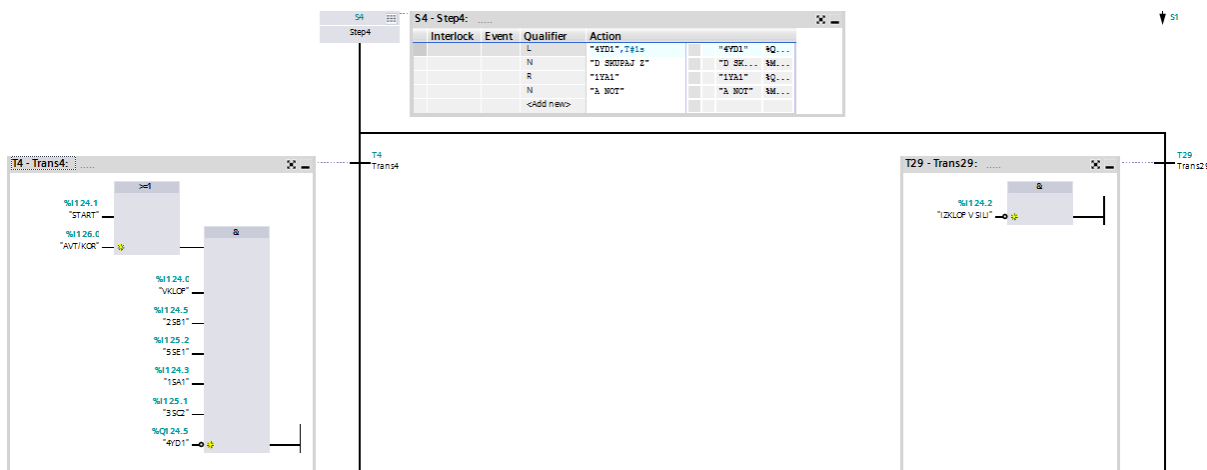 S4
Step4
S4 - Step4: .....
Interlock Event Qualifier Action
L "4YD1",T#1s "4YD1" %Q...
N "D SKUPAJ Z" "D SK... %M...
R "1YA1" "1YA1" %Q...
N "A NOT" "A NOT" %M...
<Add new>
S1
T4 - Trans4: .....
T4
Trans4
>=1
%I124.1
"START"
%I126.0
"AVT/KOR"
&
%I124.0
"VKLOP"
%I124.5
"2SB1"
%I125.2
"5SE1"
%I124.3
"1SA1"
%I125.1
"3SC2"
%Q124.5
"4YD1"
T29 - Trans29: .....
T29
Trans29
&
%I124.2
"IZKLOP V SILI"